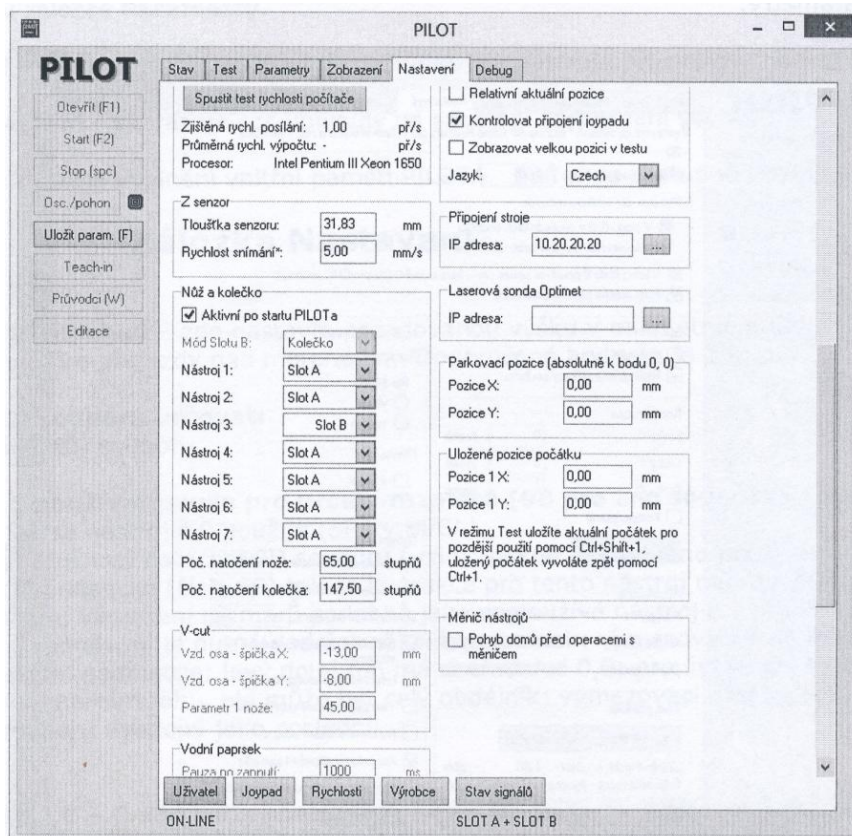 PILOT
PILOT
Otevřít (F1)
Start (F2)
Stop (spc)
Osc./pohon
Uložit param. (F)
Teach-in
Průvodci (W)
Editace
Stav
Test
Parametry
Zobrazení
Nastavení
Debug
Spustit test rychlosti počítače
Zjištěná rychl. posílání: 1,00 př/s
Průměrná rychl. výpočtu: - př/s
Procesor: Intel Pentium III Xeon 1650
Z senzor
Tloušťka senzoru: 31,83 mm
Rychlost snímání*: 5,00 mm/s
Nůž a kolečko
Aktivní po startu PILOTa
Mód Slotu B: Kolečko
Nástroj 1: Slot A
Nástroj 2: Slot A
Nástroj 3: Slot B
Nástroj 4: Slot A
Nástroj 5: Slot A
Nástroj 6: Slot A
Nástroj 7: Slot A
Poč. natočení nože: 65,00 stupňů
Poč. natočení kolečka: 147,50 stupňů
V-cut
Vzd. osa - špička X: -13,00 mm
Vzd. osa - špička Y: -8,00 mm
Parametr 1 nože: 45,00
Vodní paprsek
Pauza po zapnutí: 1000 ms
Relativní aktuální pozice
Kontrolovat připojení joypadu
Zobrazovat velkou pozici v testu
Jazyk: Czech
Připojení stroje
IP adresa: 10.20.20.20 ...
Laserová sonda Optimet
IP adresa: ...
Parkovací pozice (absolutně k bodu 0, 0)
Pozice X: 0,00 mm
Pozice Y: 0,00 mm
Uložené pozice počátku
Pozice 1 X: 0,00 mm
Pozice 1 Y: 0,00 mm
V režimu Test uložíte aktuální počátek pro
pozdější použití pomocí Ctrl+Shift+1,
uložený počátek vyvoláte zpět pomocí
Ctrl+1.
Měnič nástrojů
Pohyb domů před operacemi s
měničem
Uživatel
Joypad
Rychlosti
Výrobce
Stav signálů
ON-LINE
SLOT A + SLOT B